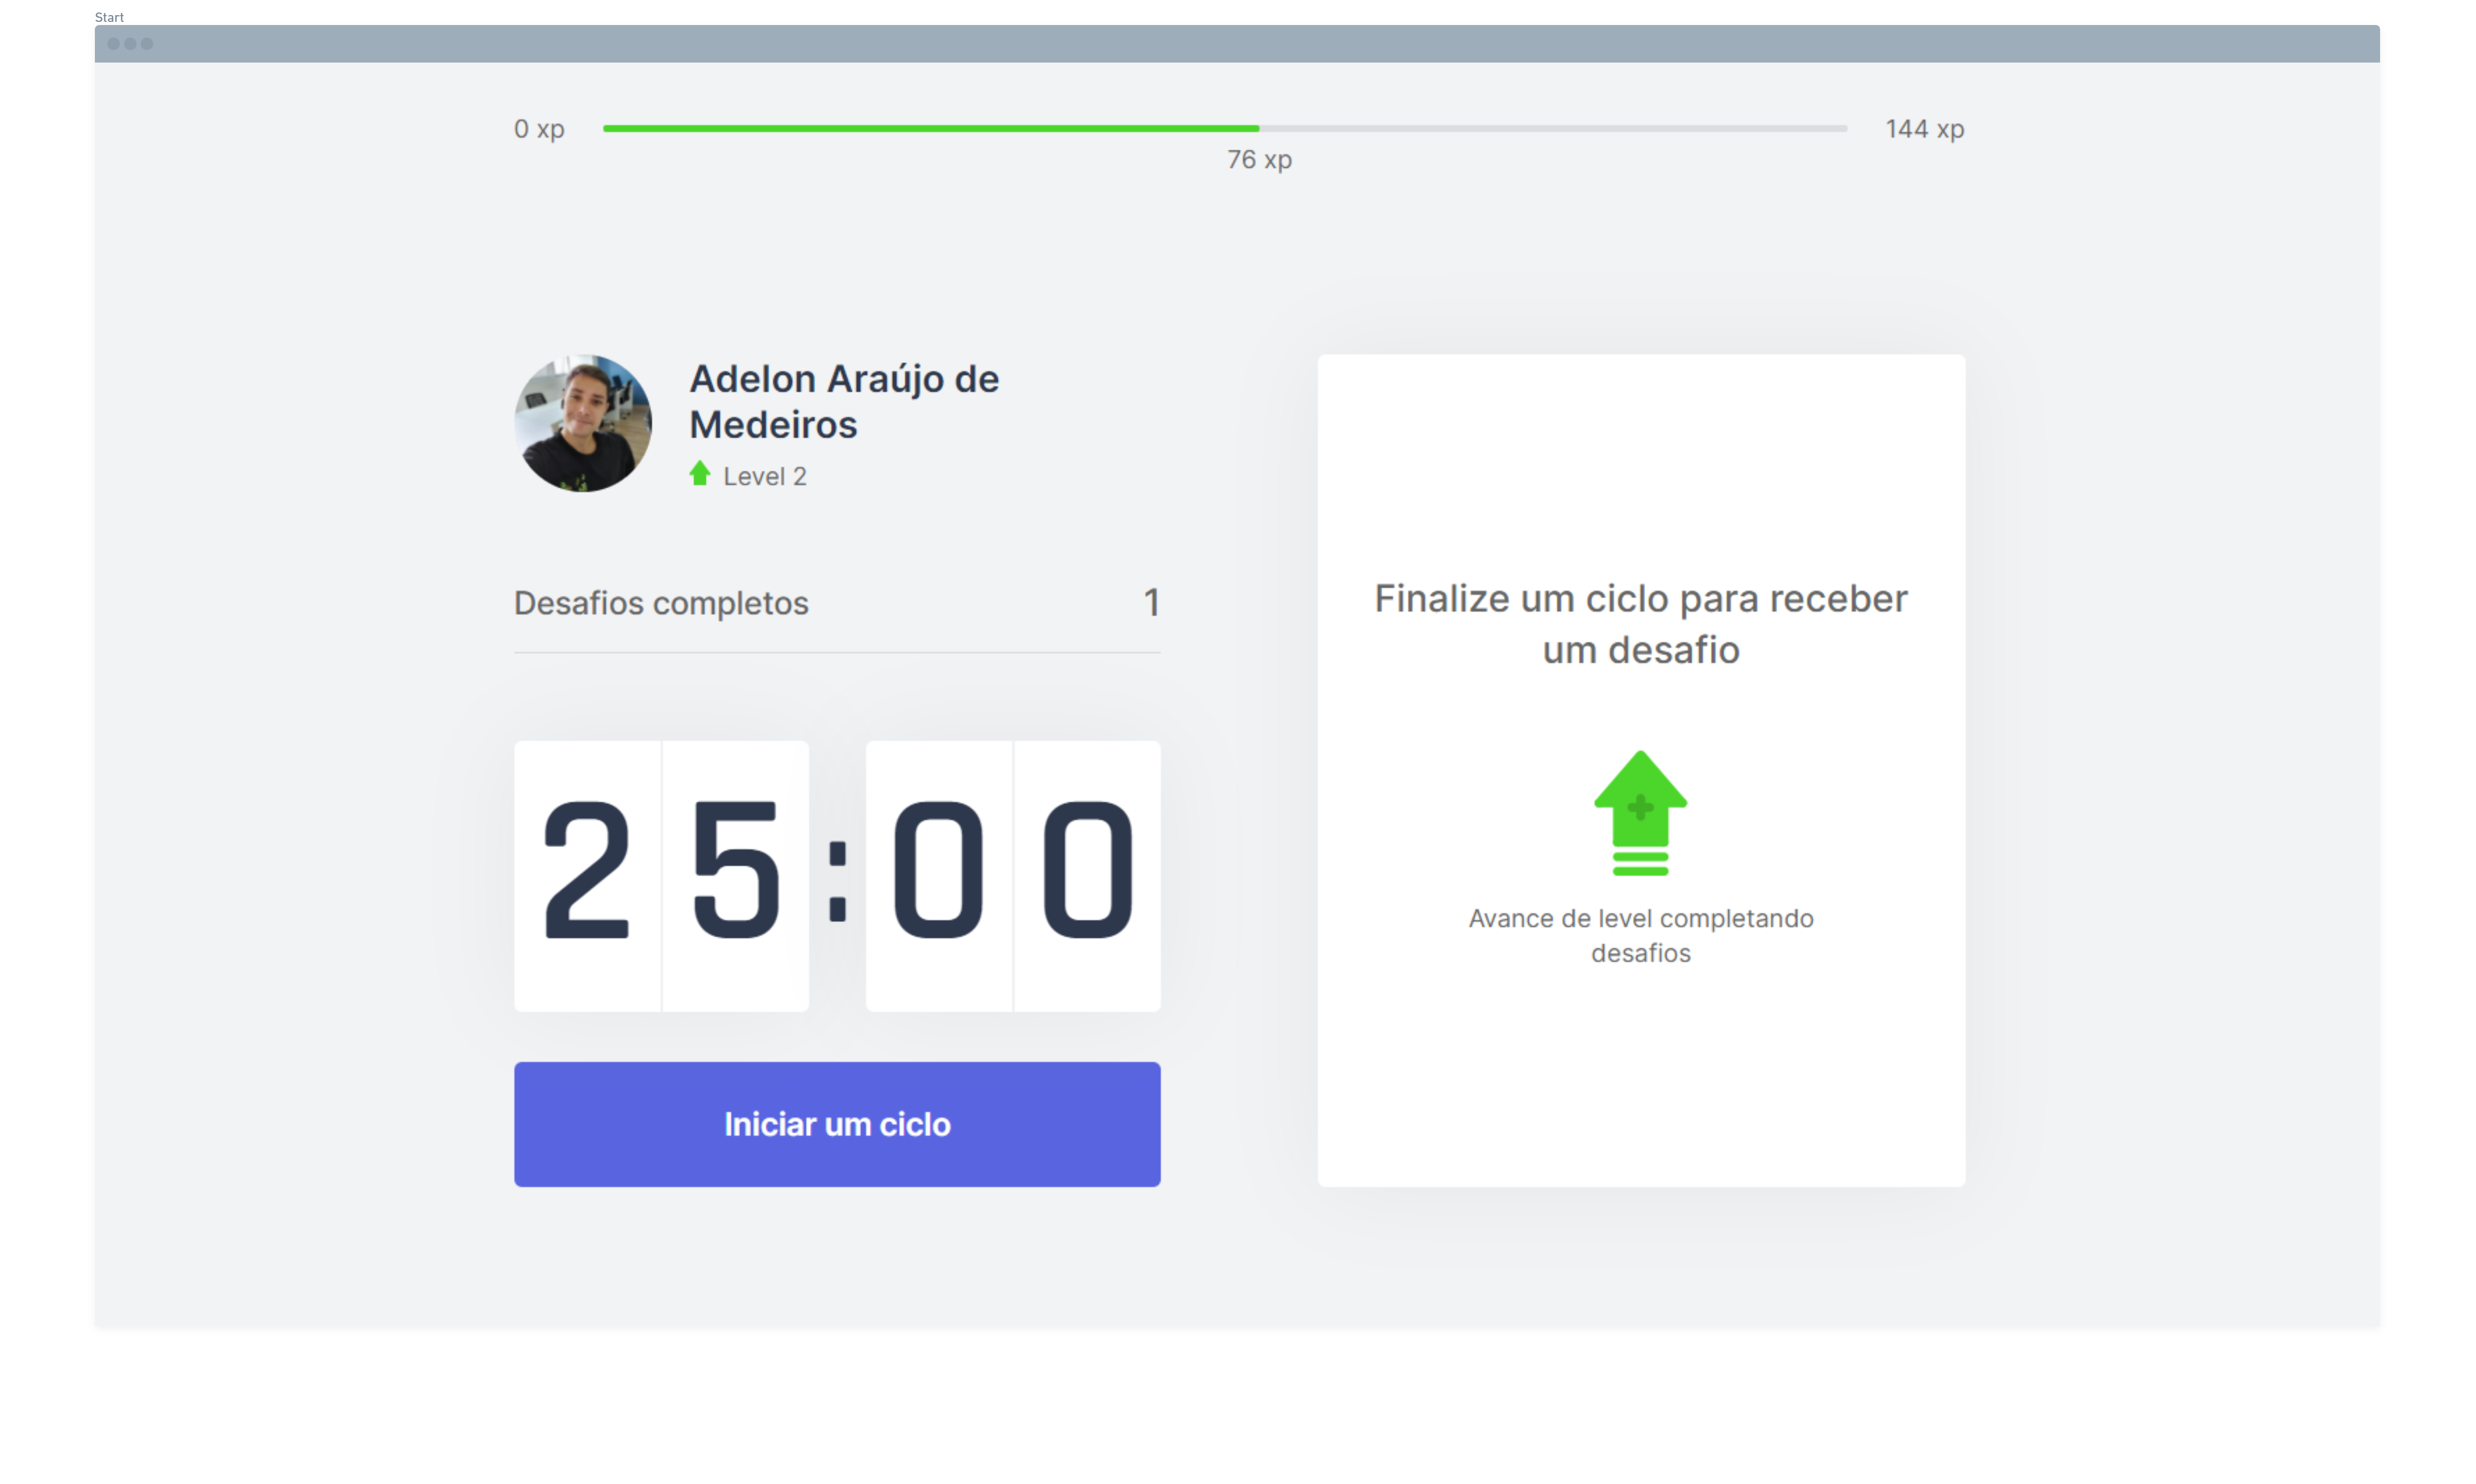 Start
0 xp
144 xp
76 xp
Adelon Araújo de
Medeiros
Level 2
Desafios completos
1
25:00
Iniciar um ciclo
Finalize um ciclo para receber
um desafio
Avance de level completando
desafios